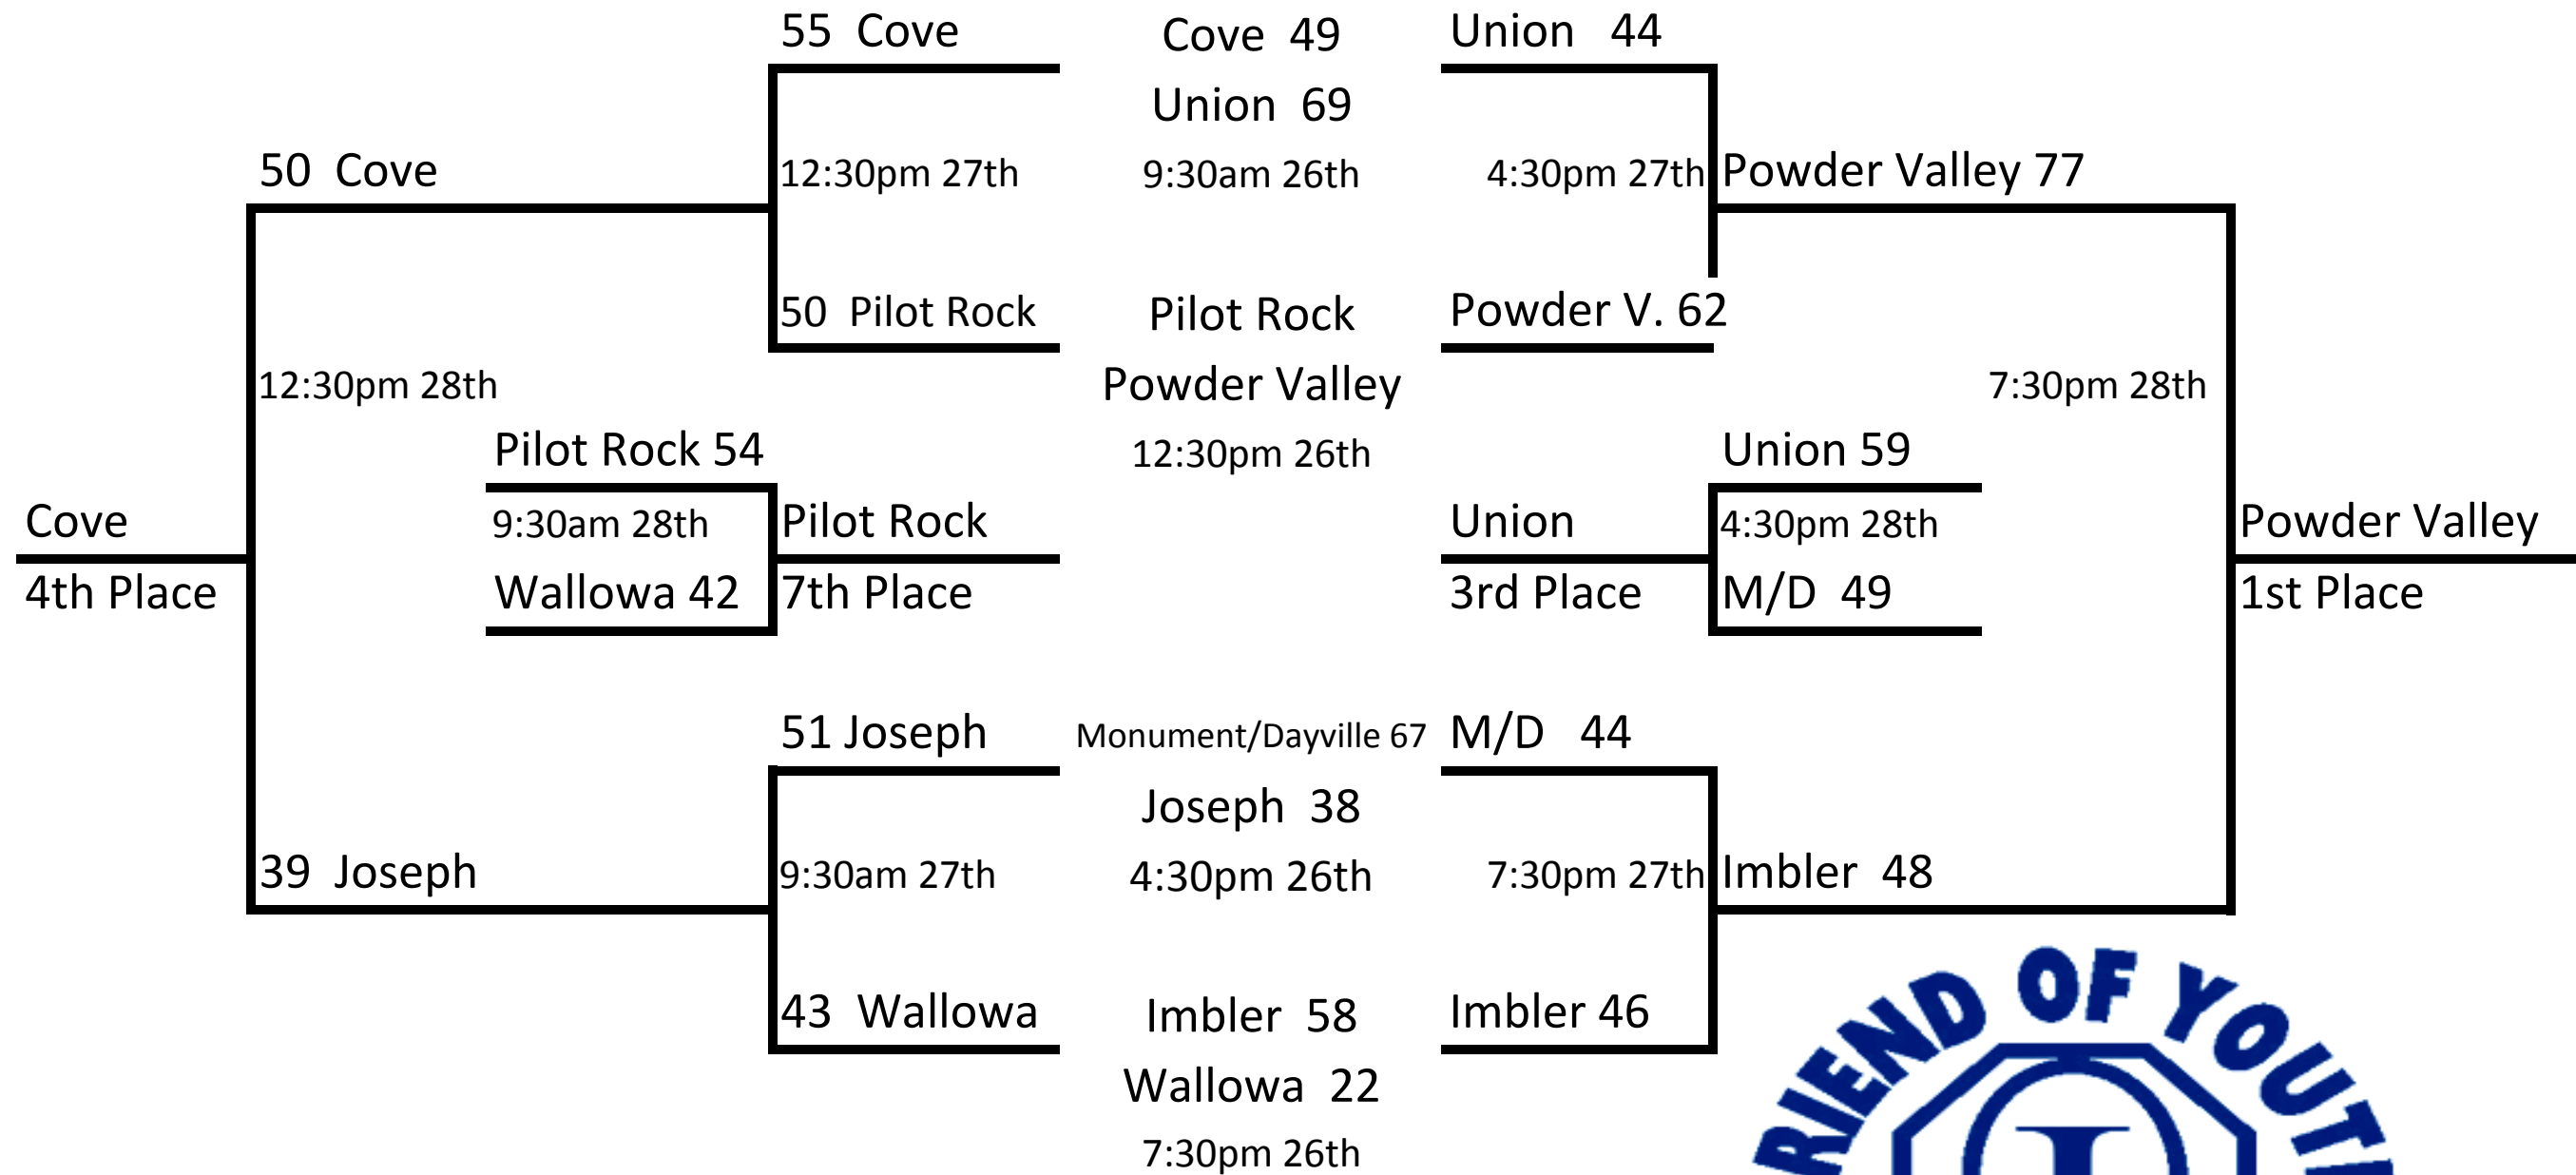 55 Cove
Cove 49
Union 44
Union 69
50 Cove
12:30pm 27th
9:30am 26th
4:30pm 27th
Powder Valley 77
50 Pilot Rock
Pilot Rock
Powder V. 62
12:30pm 28th
Powder Valley
7:30pm 28th
Pilot Rock 54
12:30pm 26th
Union 59
Cove
9:30am 28th
Pilot Rock
Union
4:30pm 28th
Powder Valley
4th Place
Wallowa 42
7th Place
3rd Place
M/D 49
1st Place
51 Joseph
Monument/Dayville 67
M/D 44
Joseph 38
39 Joseph
9:30am 27th
4:30pm 26th
7:30pm 27th
Imbler 48
43 Wallowa
Imbler 58
Imbler 46
Wallowa 22
7:30pm 26th
OF